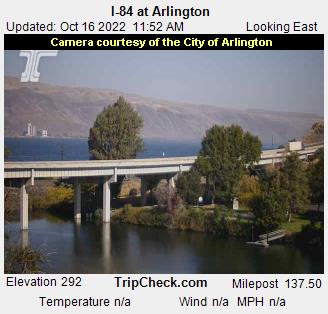 I-84 at Arlington
Updated: Oct 16 2022 11:52 AM Looking East
Camera courtesy of the City of Arlington
Elevation 292 TripCheck.com Milepost 137.50
Temperature n/a Wind n/a MPH n/a